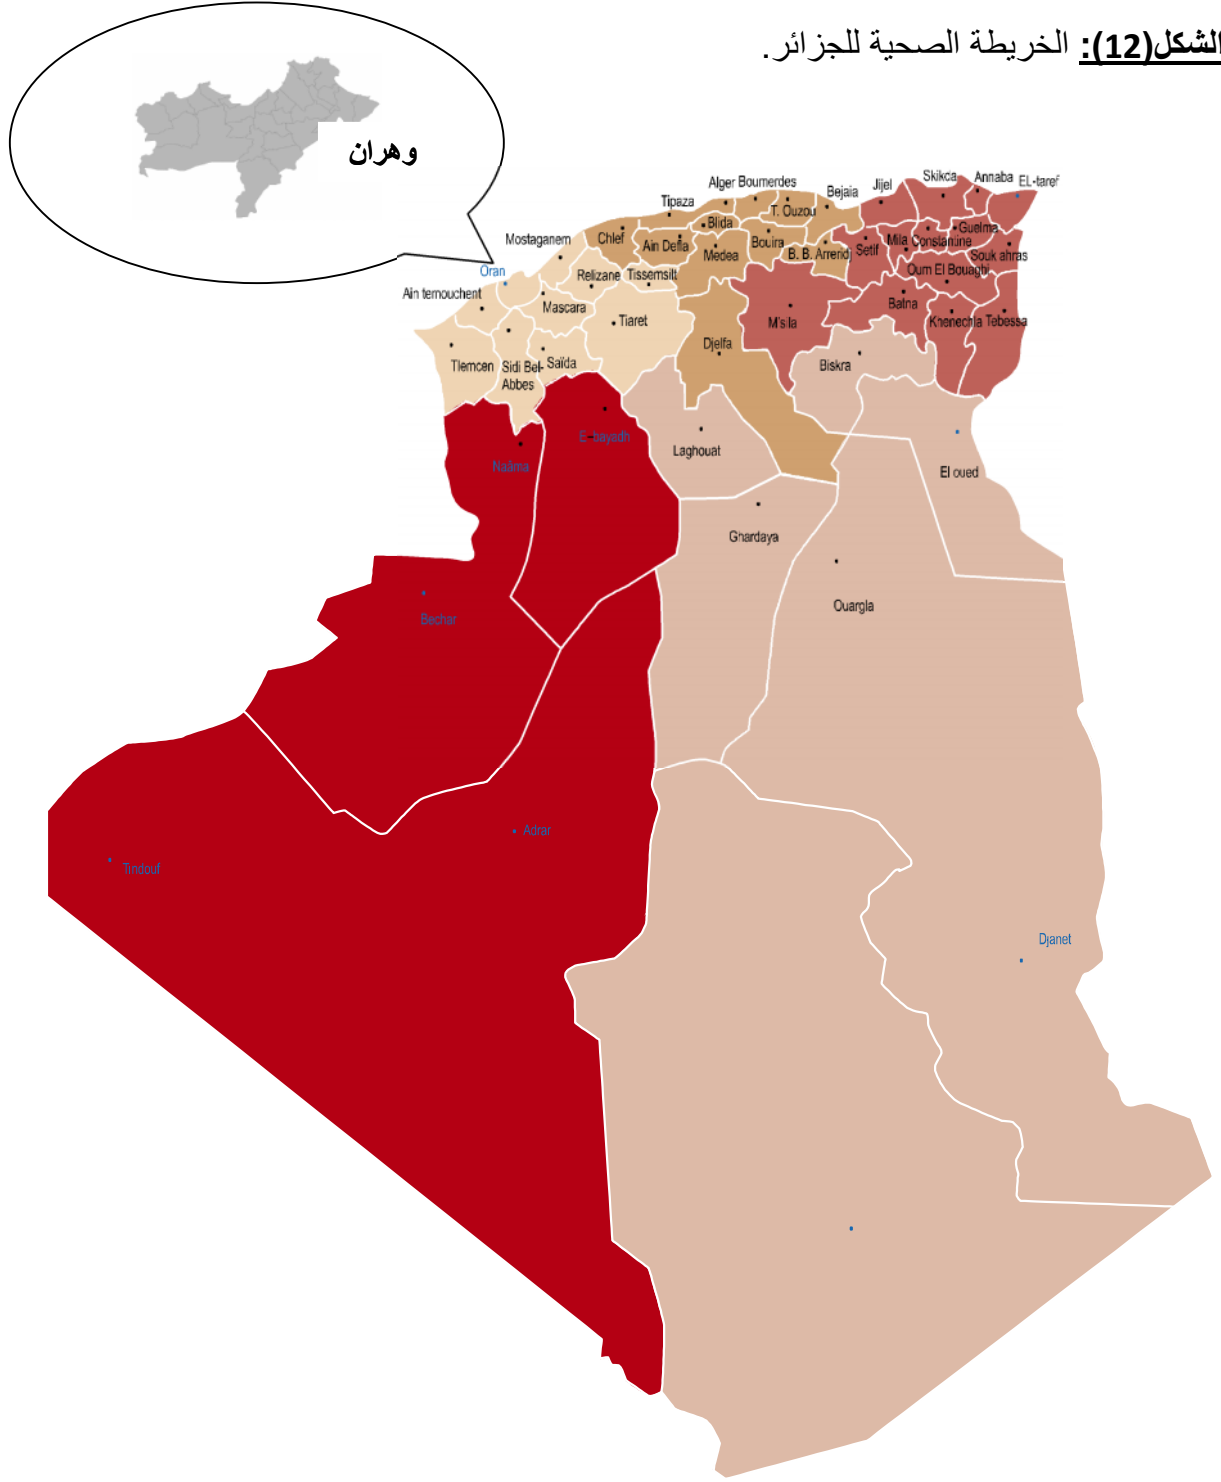 الشكل(12): الخريطة الصحية للجزائر.
وهران
Skikda
Annaba
EL-taref
Jijel
Alger Boumerdes
Bejaia
Tipaza
T. Ouzou
Blida
Guelma
Mostaganem
Chlef
Ain Defla
Medea
Bouira
B. B. Arrendj
Setif
Mila Constantine
Souk ahras
Oran
Relizane
Tissemsilt
Oum El Bouaghi
Ain temouchent
Mascara
Tiaret
M'sila
Batna
Khenechla
Tebessa
Tlemcen
Sidi Bel-
Abbes
Saïda
Djelfa
Biskra
E -bayadh
Laghouat
Naâma
El oued
Ghardaya
Bechar
Ouargla
Adrar
Tindouf
Djanet